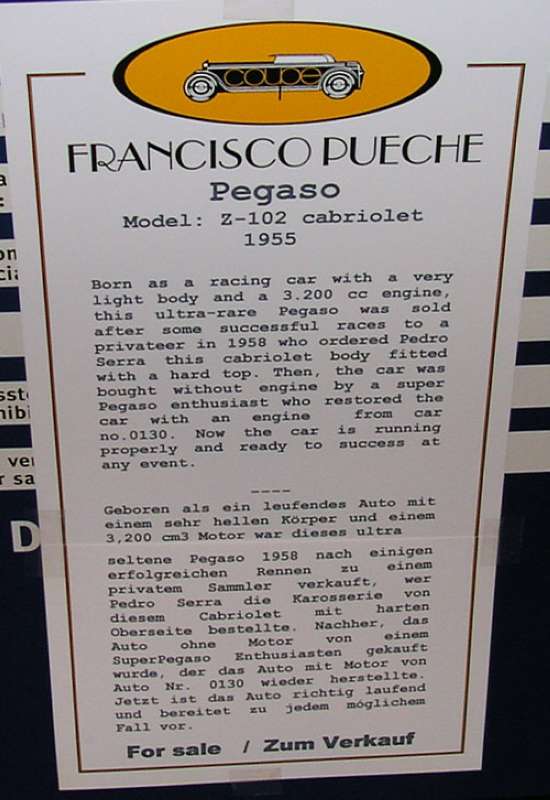 coupe
FRANCISCO PUECHE
Pegaso
Model: Z-102 cabriolet
1955
Born as a racing car with a very
light body and a 3.200 cc engine,
this ultra-rare Pegaso was sold
after some successful races to a
privateer in 1958 who ordered Pedro
Serra this cabriolet body fitted
with a hard top. Then, the car was
bought without engine by a super
Pegaso enthusiast who restored the
car with an engine from car
no.0130. Now the car is running
properly and ready to success at
any event.
----
Geboren als ein leufendes Auto mit
einem sehr hellen Körper und einem
3,200 cm3 Motor war dieses ultra
seltene Pegaso 1958 nach einigen
erfolgreichen Rennen zu einem
privatem Sammler verkauft, wer
Pedro Serra die Karosserie von
diesem Cabriolet mit harten
Oberseite bestellte. Nachher, das
Auto ohne Motor von einem
SuperPegaso Enthusiasten gekauft
wurde, der das Auto mit Motor von
Auto Nr. 0130 wieder herstellte.
Jetzt ist das Auto richtig laufend
und bereitet zu jedem möglichem
Fall vor.
For sale / Zum Verkauf